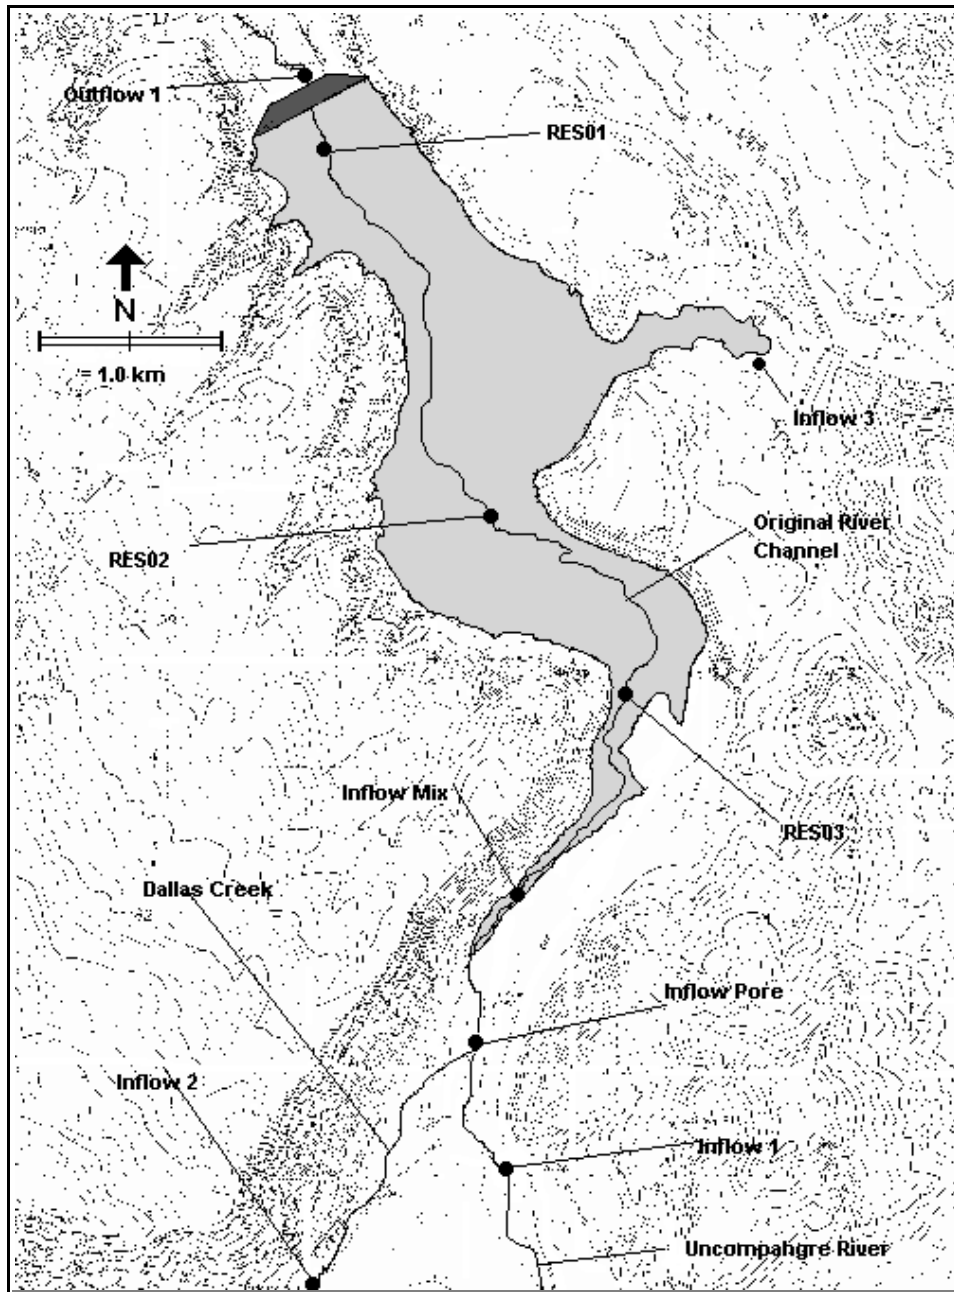 Outflow 1
RES01
N
= 1.0 km
Inflow 3
Original River
Channel
RES02
Inflow Mix
RES03
Dallas Creek
Inflow Pore
Inflow 2
Inflow 1
Uncompahgre River